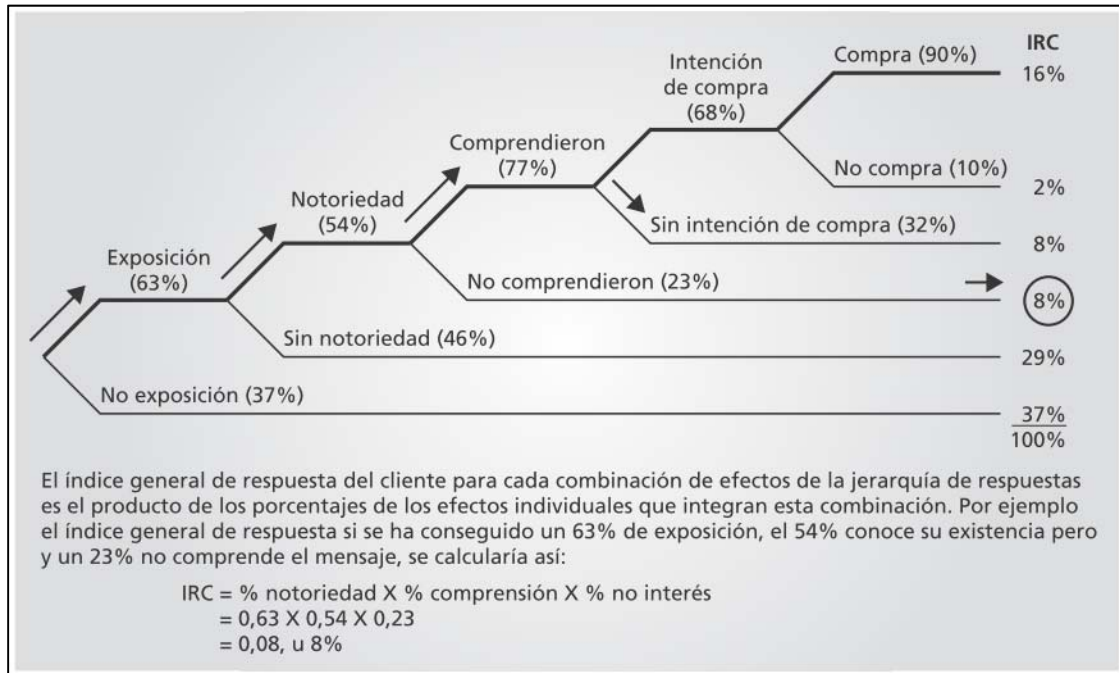 IRC
Compra (90%)
16%
Intención
de compra
(68%)
Comprendieron
(77%)
No compra (10%)
2%
Notoriedad
(54%)
Sin intención de compra (32%)
8%
Exposición
(63%)
No comprendieron (23%)
8%
Sin notoriedad (46%)
29%
No exposición (37%)
37%
100%
El índice general de respuesta del cliente para cada combinación de efectos de la jerarquía de respuestas
es el producto de los porcentajes de los efectos individuales que integran esta combinación. Por ejemplo
el índice general de respuesta si se ha conseguido un 63% de exposición, el 54% conoce su existencia pero
y un 23% no comprende el mensaje, se calcularía así:
IRC = % notoriedad X % comprensión X % no interés
= 0,63 X 0,54 X 0,23
= 0,08, u 8%